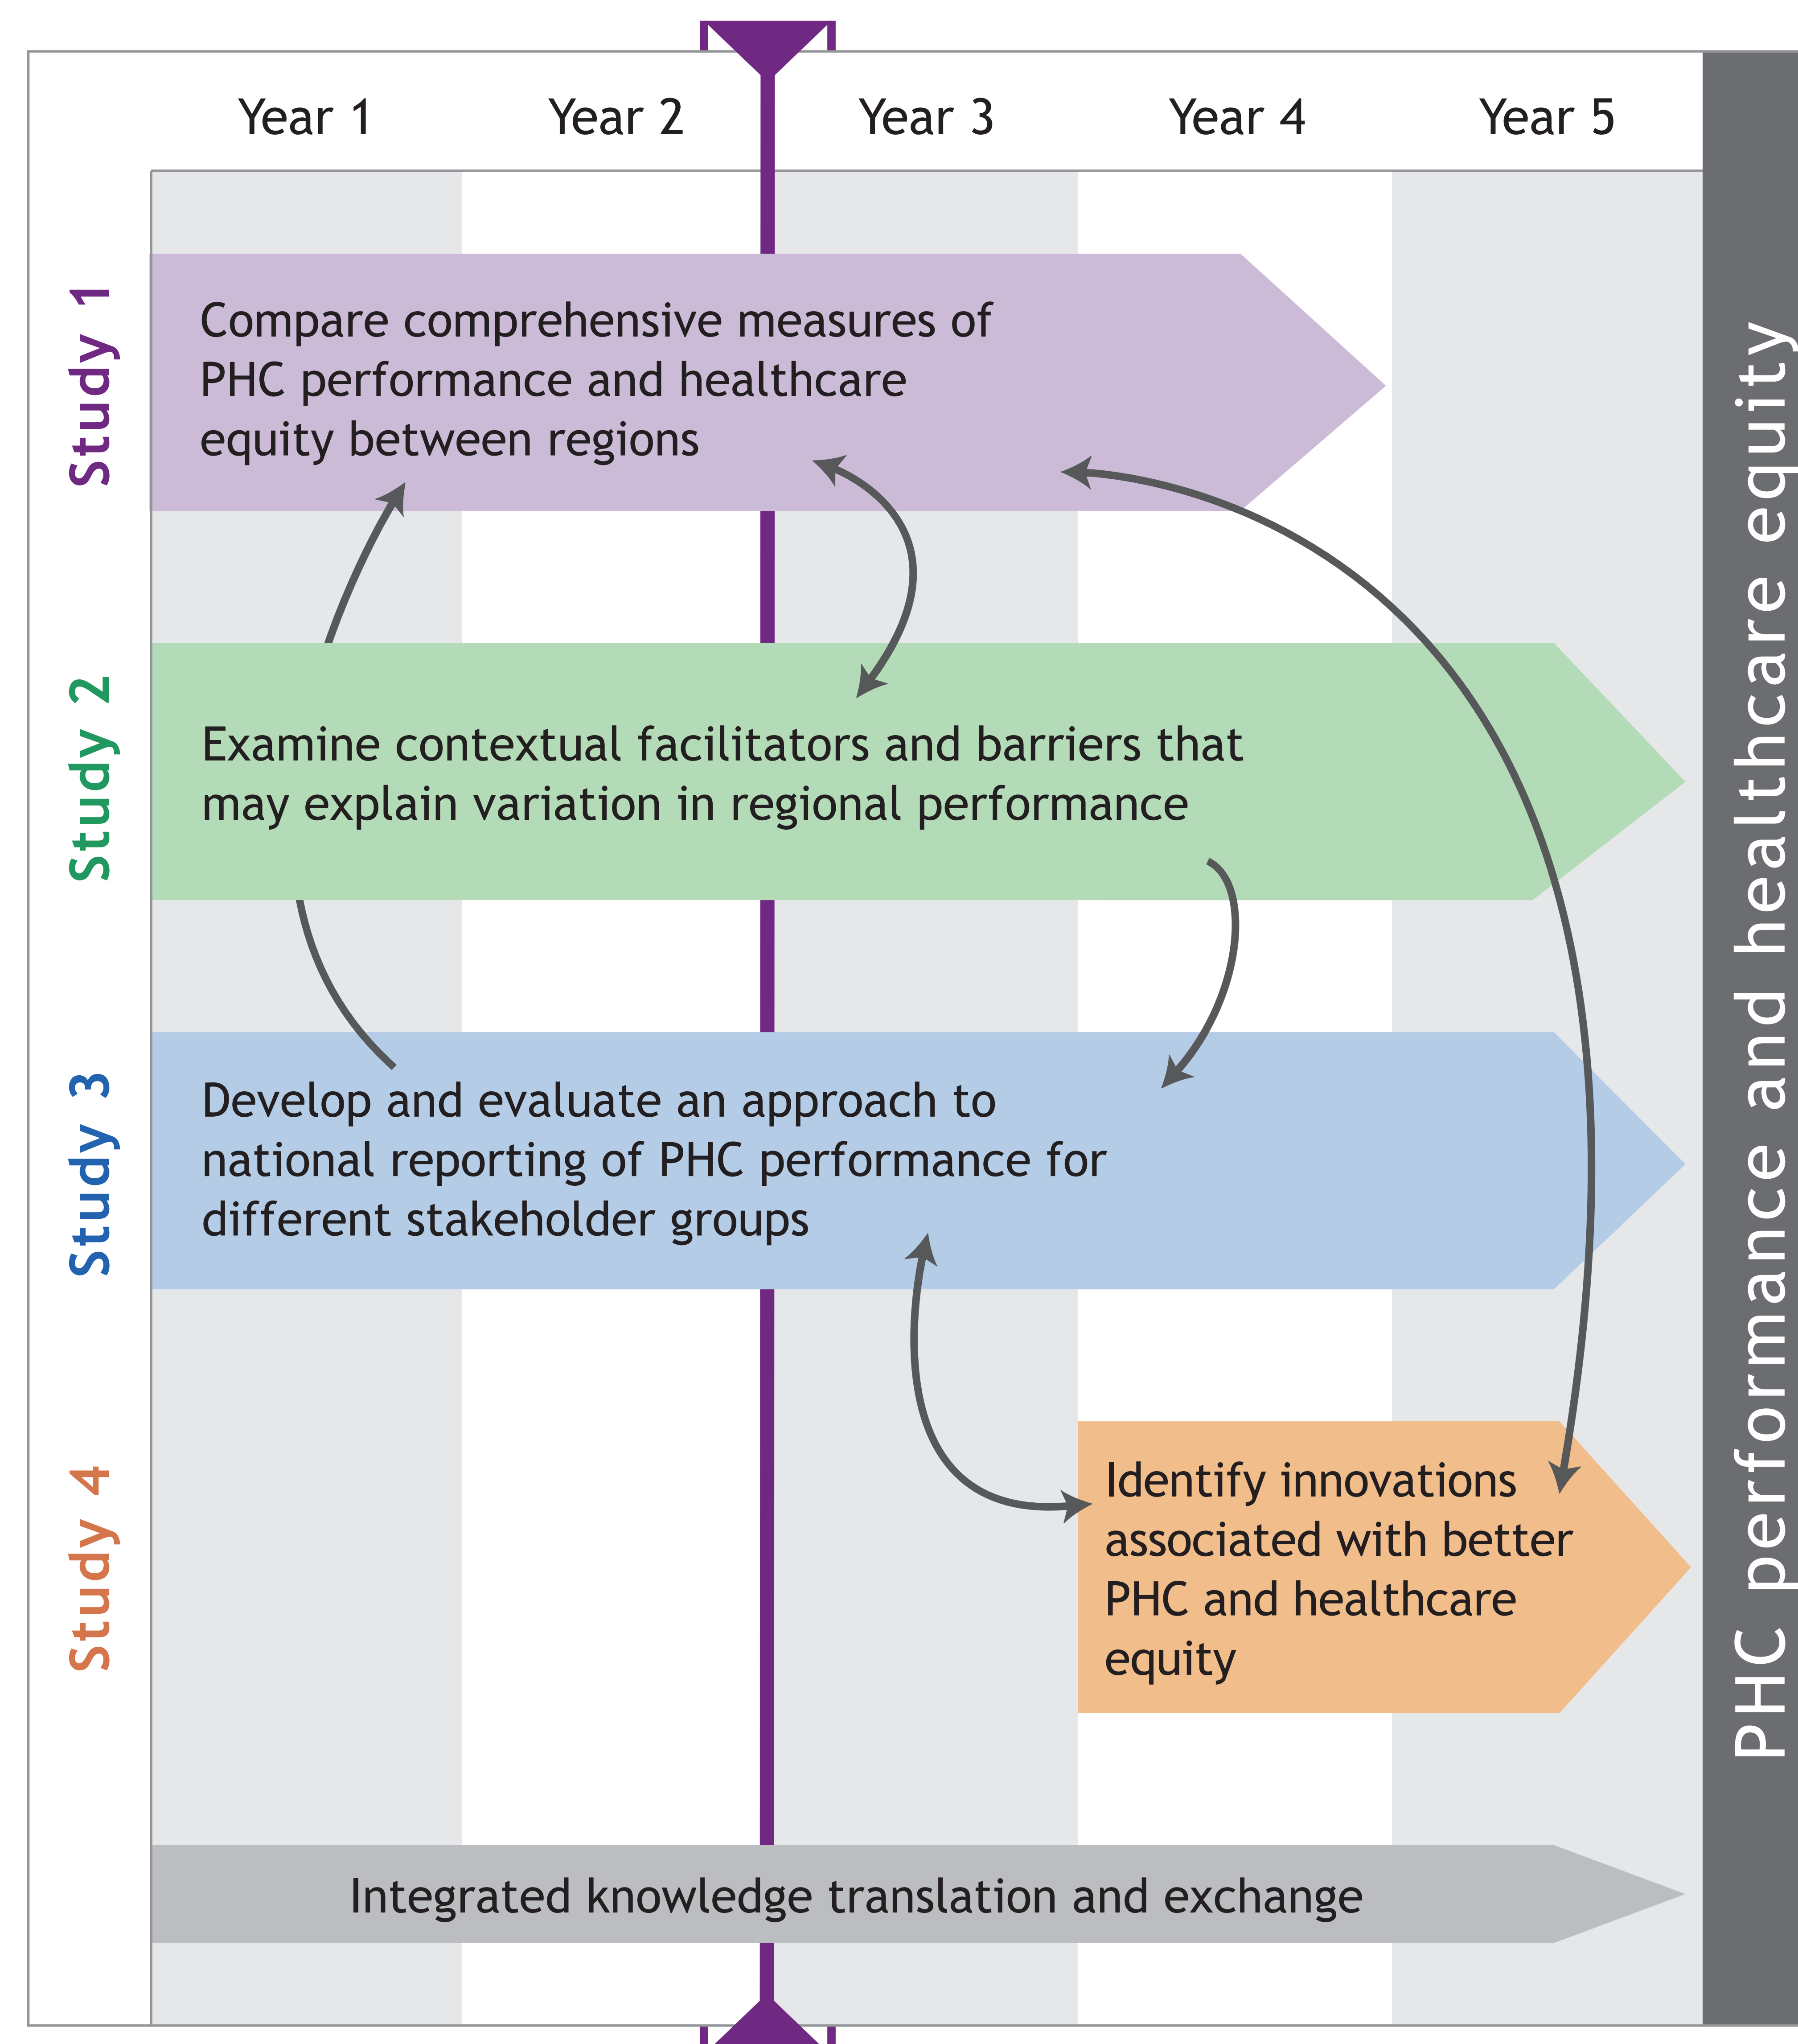 Year 1
Year 2
Year 3
Year 4
Year 5
Study 1
Compare comprehensive measures of
PHC performance and healthcare
equity between regions
Study 2
Examine contextual facilitators and barriers that
may explain variation in regional performance
Study 3
Develop and evaluate an approach to
national reporting of PHC performance for
different stakeholder groups
Study 4
Identify innovations
associated with better
PHC and healthcare
equity
Integrated knowledge translation and exchange
PHC performance and healthcare equity